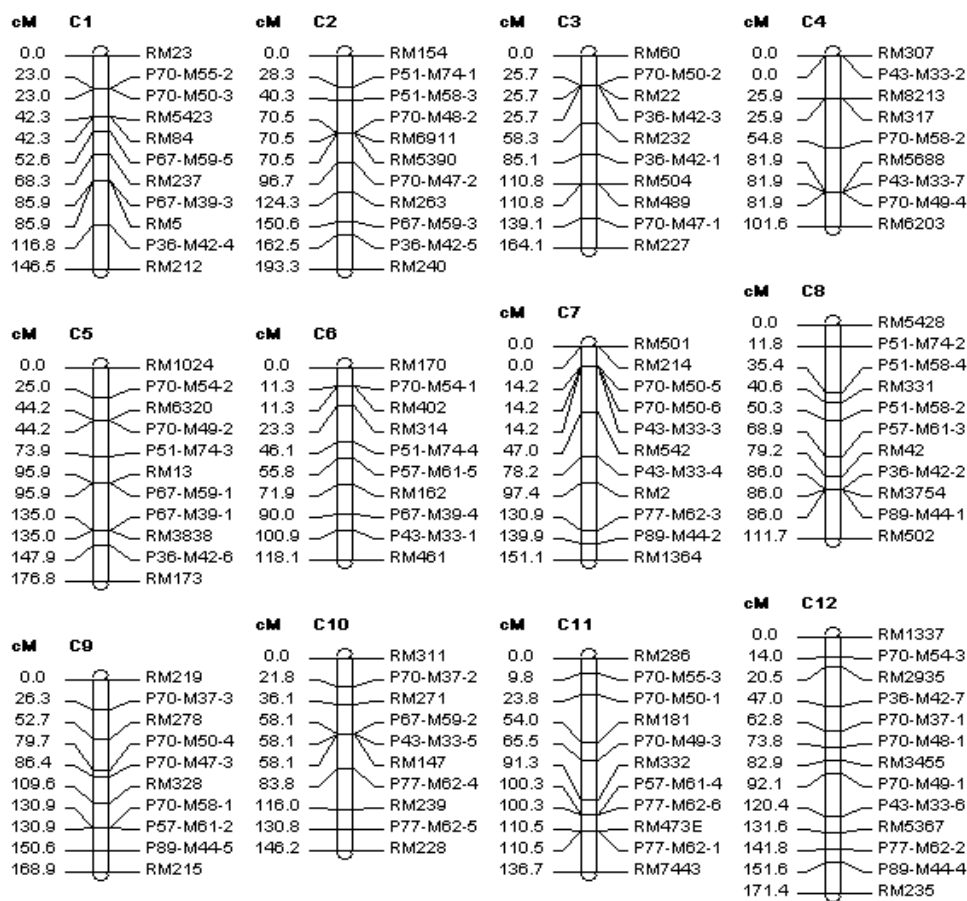 cM C1
0.0 RM23
23.0 P70-M55-2
23.0 P70-M50-3
42.3 RM5423
42.3 RM84
52.6 P67-M59-5
68.3 RM237
85.9 P67-M39-3
85.9 RM5
116.8 P36-M42-4
146.5 RM212
cM C2
0.0 RM154
28.3 P51-M74-1
40.3 P51-M58-3
70.5 P70-M48-2
70.5 RM6911
70.5 RM5390
96.7 P70-M47-2
124.3 RM263
150.6 P67-M59-3
162.5 P36-M42-5
193.3 RM240
cM C3
0.0 RM60
25.7 P70-M50-2
25.7 RM22
25.7 P36-M42-3
58.3 RM232
85.1 P36-M42-1
110.8 RM504
110.8 RM489
139.1 P70-M47-1
164.1 RM227
cM C4
0.0 RM307
0.0 P43-M33-2
25.9 RM8213
25.9 RM317
54.8 P70-M58-2
81.9 RM5688
81.9 P43-M33-7
81.9 P70-M49-4
101.6 RM6203
cM C5
0.0 RM1024
25.0 P70-M54-2
44.2 RM6320
44.2 P70-M49-2
73.9 P51-M74-3
95.9 RM13
95.9 P67-M59-1
135.0 P67-M39-1
135.0 RM3838
147.9 P36-M42-6
176.8 RM173
cM C6
0.0 RM170
11.3 P70-M54-1
11.3 RM402
23.3 RM314
46.1 P51-M74-4
55.8 P57-M61-5
71.9 RM162
90.0 P67-M39-4
100.9 P43-M33-1
118.1 RM461
cM C7
0.0 RM501
0.0 RM214
14.2 P70-M50-5
14.2 P70-M50-6
14.2 P43-M33-3
47.0 RM542
78.2 P43-M33-4
97.4 RM2
130.9 P77-M62-3
139.9 P89-M44-2
151.1 RM1364
cM C8
0.0 RM5428
11.8 P51-M74-2
35.4 P51-M58-4
40.6 RM331
50.3 P51-M58-2
68.9 P57-M61-3
79.2 RM42
86.0 P36-M42-2
86.0 RM3754
86.0 P89-M44-1
111.7 RM502
cM C9
0.0 RM219
26.3 P70-M37-3
52.7 RM278
79.7 P70-M50-4
86.4 P70-M47-3
109.6 RM328
130.9 P70-M58-1
130.9 P57-M61-2
150.6 P89-M44-5
168.9 RM215
cM C10
0.0 RM311
21.8 P70-M37-2
36.1 RM271
58.1 P67-M59-2
58.1 P43-M33-5
58.1 RM147
83.8 P77-M62-4
116.0 RM239
130.8 P77-M62-5
146.2 RM228
cM C11
0.0 RM286
9.8 P70-M55-3
23.8 P70-M50-1
54.0 RM181
65.5 P70-M49-3
91.3 RM332
100.3 P57-M61-4
100.3 P77-M62-6
110.5 RM473E
110.5 P77-M62-1
136.7 RM7443
cM C12
0.0 RM1337
14.0 P70-M54-3
20.5 RM2935
47.0 P36-M42-7
62.8 P70-M37-1
73.8 P70-M48-1
82.9 RM3455
92.1 P70-M49-1
120.4 P43-M33-6
131.6 RM5367
141.8 P77-M62-2
151.6 P89-M44-4
171.4 RM235